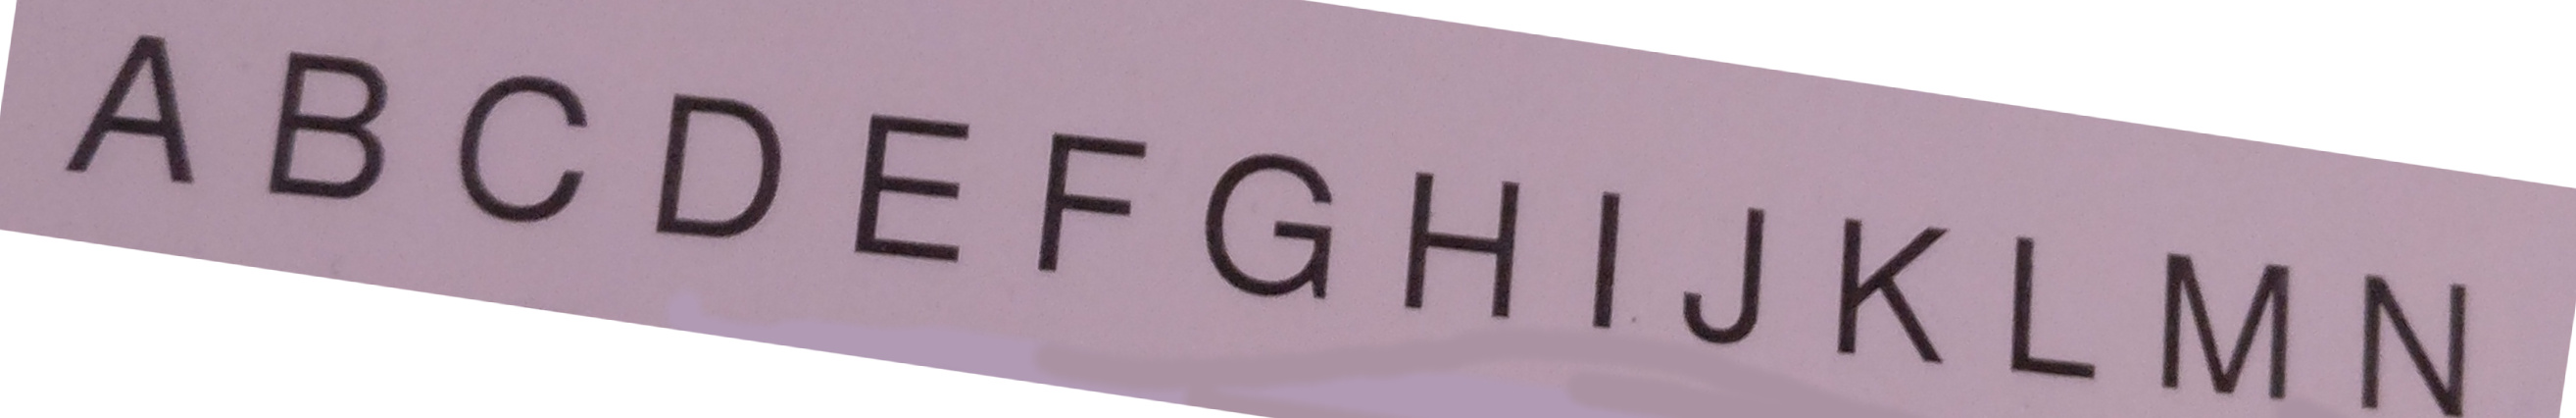 A B C D E F G H I J K L M N